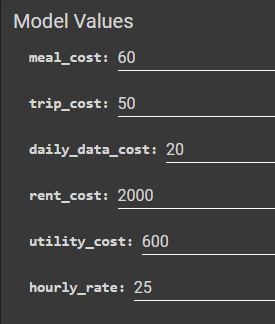 Model Values
meal_cost: 60
trip_cost: 50
daily_data_cost: 20
rent_cost: 2000
utility_cost: 600
hourly_rate: 25